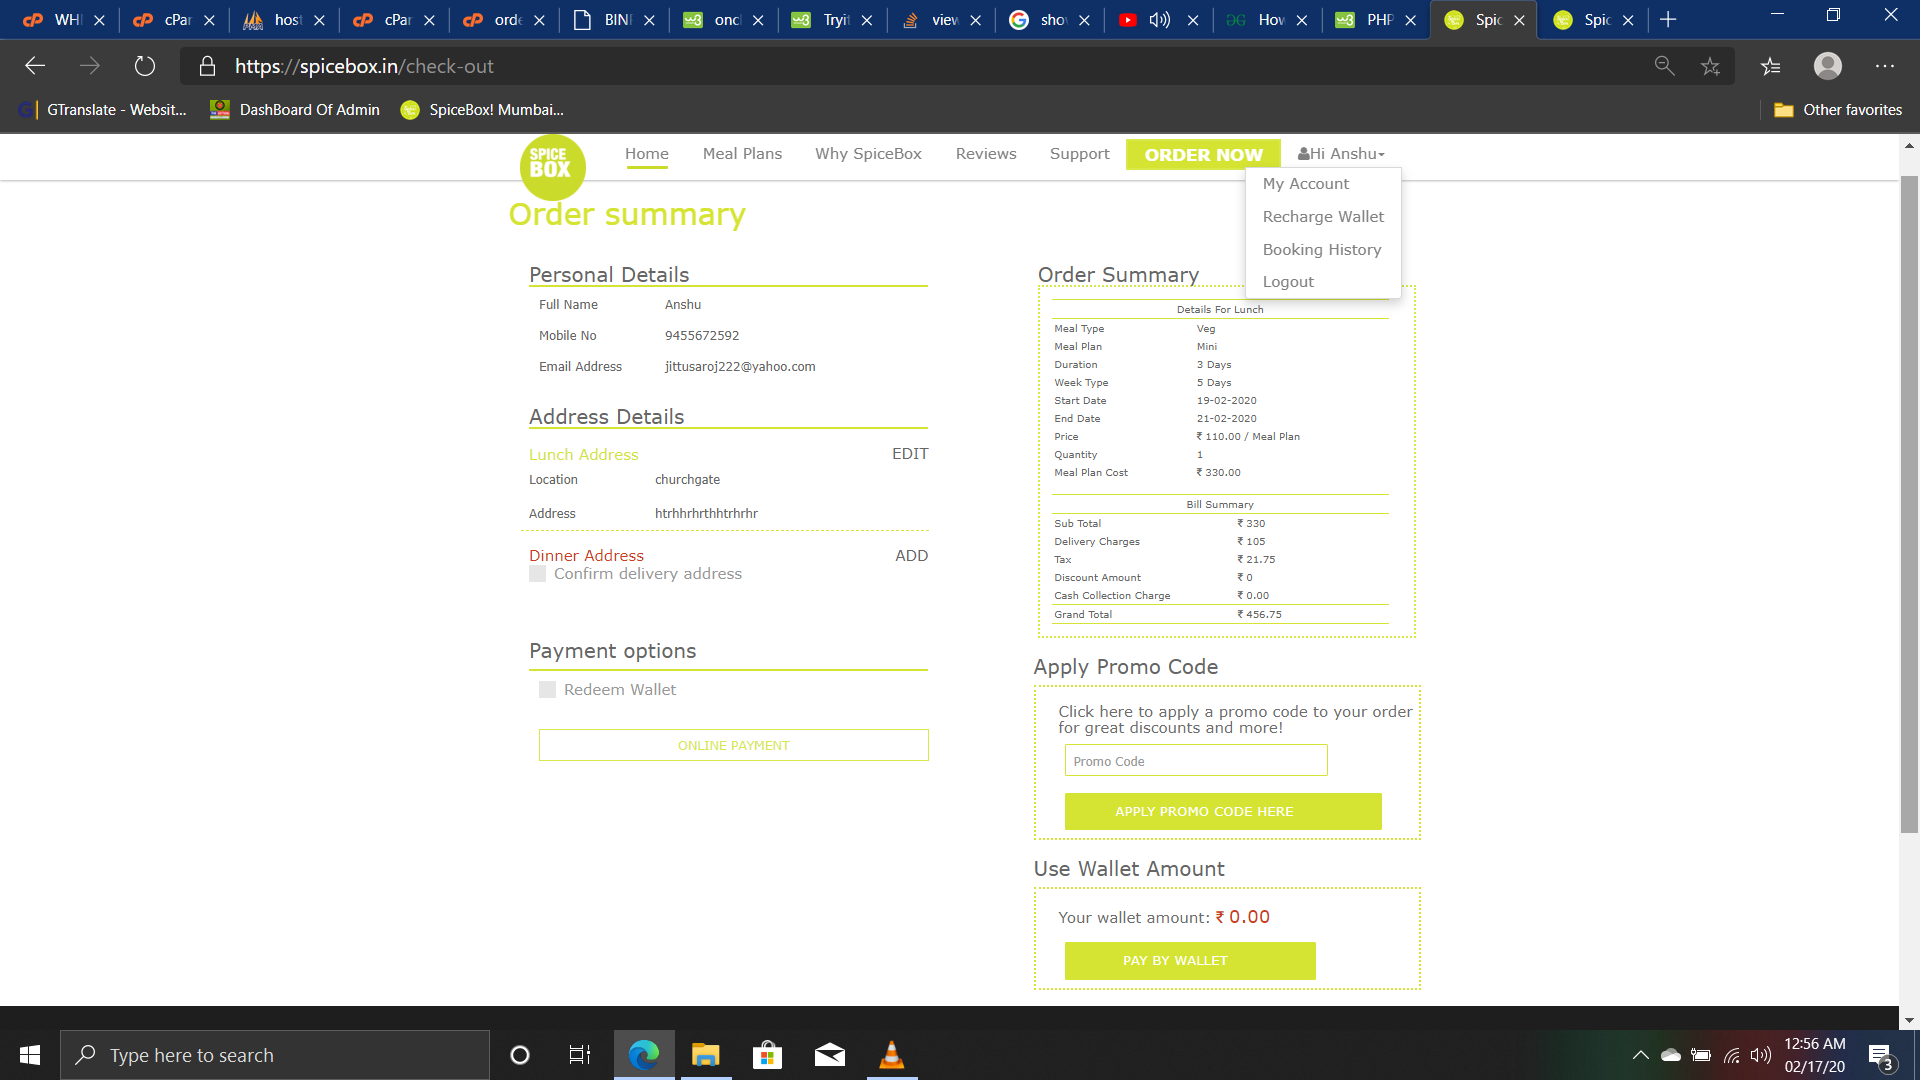 WH
cPar
host
cPar
orde
BIN
oncl
Tryit
view
sho
Hov
PHP
Spic
Spic
https://spicebox.in/check-out
GTranslate - Websit...
DashBoard Of Admin
SpiceBox! Mumbai...
Other favorites
SPICE BOX
Home
Meal Plans
Why SpiceBox
Reviews
Support
ORDER NOW
Hi Anshu
My Account
Recharge Wallet
Booking History
Logout
Order summary
Personal Details
Full Name Anshu
Mobile No 9455672592
Email Address jittusaroj222@yahoo.com
Address Details
Lunch Address EDIT
Location churchgate
Address htrhhrhrthhtrhrhr
Dinner Address ADD
Confirm delivery address
Payment options
Redeem Wallet
ONLINE PAYMENT
Order Summary
Details For Lunch
Meal Type Veg
Meal Plan Mini
Duration 3 Days
Week Type 5 Days
Start Date 19-02-2020
End Date 21-02-2020
Price ₹ 110.00 / Meal Plan
Quantity 1
Meal Plan Cost ₹ 330.00
Bill Summary
Sub Total ₹ 330
Delivery Charges ₹ 105
Tax ₹ 21.75
Discount Amount ₹ 0
Cash Collection Charge ₹ 0.00
Grand Total ₹ 456.75
Apply Promo Code
Click here to apply a promo code to your order
for great discounts and more!
Promo Code
APPLY PROMO CODE HERE
Use Wallet Amount
Your wallet amount: ₹ 0.00
PAY BY WALLET
Type here to search
12:56 AM
02/17/20
3